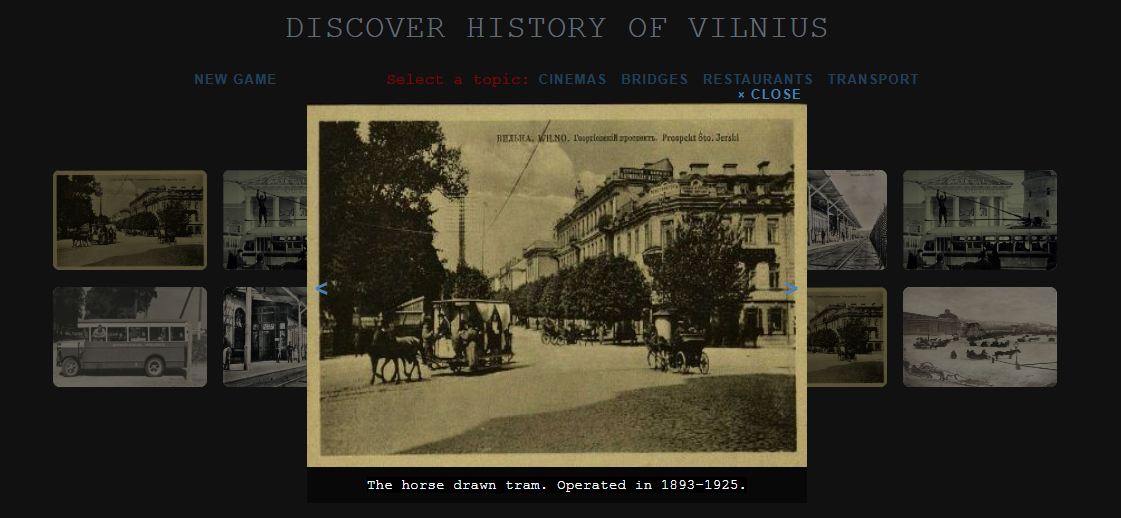 DISCOVER HISTORY OF VILNIUS
NEW GAME
Select a topic: CINEMAS BRIDGES RESTAURANTS TRANSPORT
× CLOSE
ВИЛЬНА. WILNO. Георгіевскій проспектъ. Prospekt Sto. Jerski
< >
The horse drawn tram. Operated in 1893-1925.